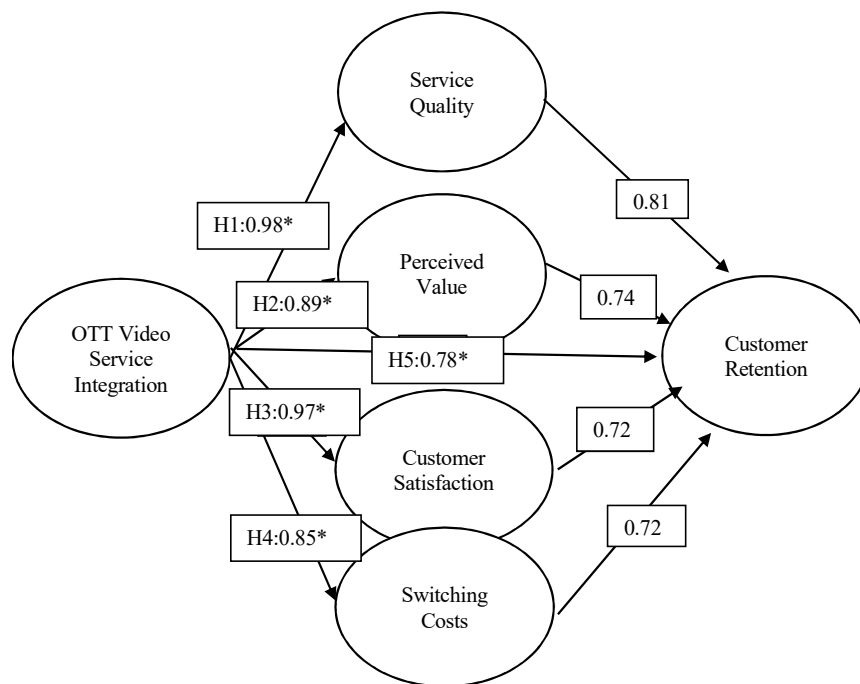 Service
Quality
0.81
H1:0.98*
Perceived
Value
H2:0.89*
0.74
OTT Video
Service
Integration
H5:0.78*
Customer
Retention
H3:0.97*
0.72
Customer
Satisfaction
H4:0.85*
0.72
Switching
Costs